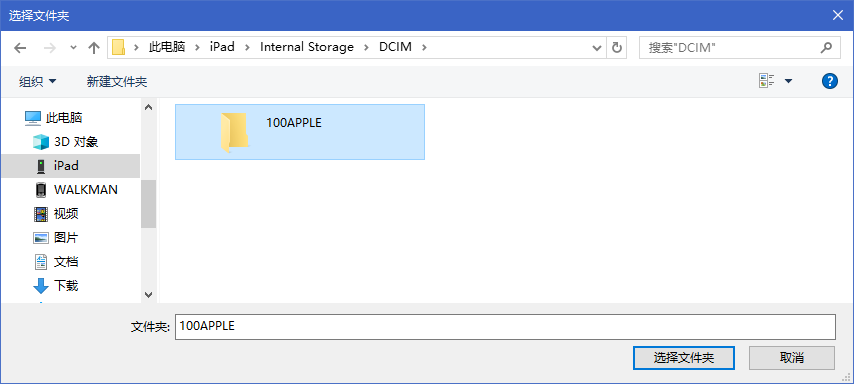 选择文件夹
此电脑 iPad Internal Storage DCIM
搜索"DCIM"
组织 新建文件夹
此电脑
3D 对象
iPad
WALKMAN
视频
图片
文档
下载
100APPLE
文件夹: 100APPLE
选择文件夹 取消